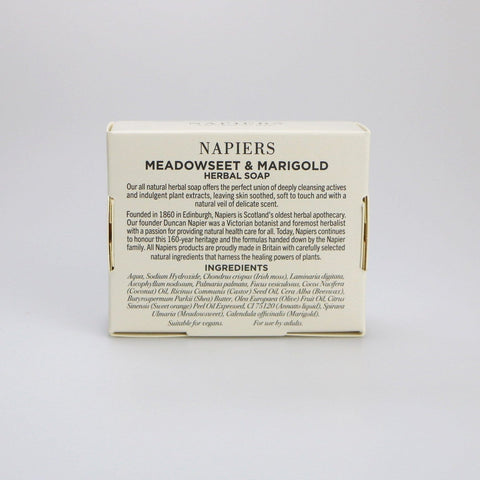 NAPIERS
NAPIERS
MEADOWSEET & MARIGOLD
HERBAL SOAP
Our all natural herbal soap offers the perfect union of deeply cleansing actives
and indulgent plant extracts, leaving skin soothed, soft to touch and with a
natural veil of delicate scent.
Founded in 1860 in Edinburgh, Napiers is Scotland's oldest herbal apothecary.
Our founder Duncan Napier was a Victorian botanist and foremost herbalist
with a passion for providing natural health care for all. Today, Napiers continues
to honour this 160-year heritage and the formulas handed down by the Napier
family. All Napiers products are proudly made in Britain with carefully selected
natural ingredients that harness the healing powers of plants.
INGREDIENTS
Aqua, Sodium Hydroxide, Chondrus crispus (Irish moss), Laminaria digitata,
Ascophyllum nodosum, Palmaria palmata, Fucus vesiculosus, Cocos Nucifera
(Coconut) Oil, Ricinus Communis (Castor) Seed Oil, Cera Alba (Beeswax),
Butyrospermum Parkii (Shea) Butter, Olea Europaea (Olive) Fruit Oil, Citrus
Sinensis (Sweet orange) Peel Oil Expressed, CI 75120 (Annatto liquid), Spiraea
Ulmaria (Meadowsweet), Calendula officinalis (Marigold).
Suitable for vegans. For use by adults.